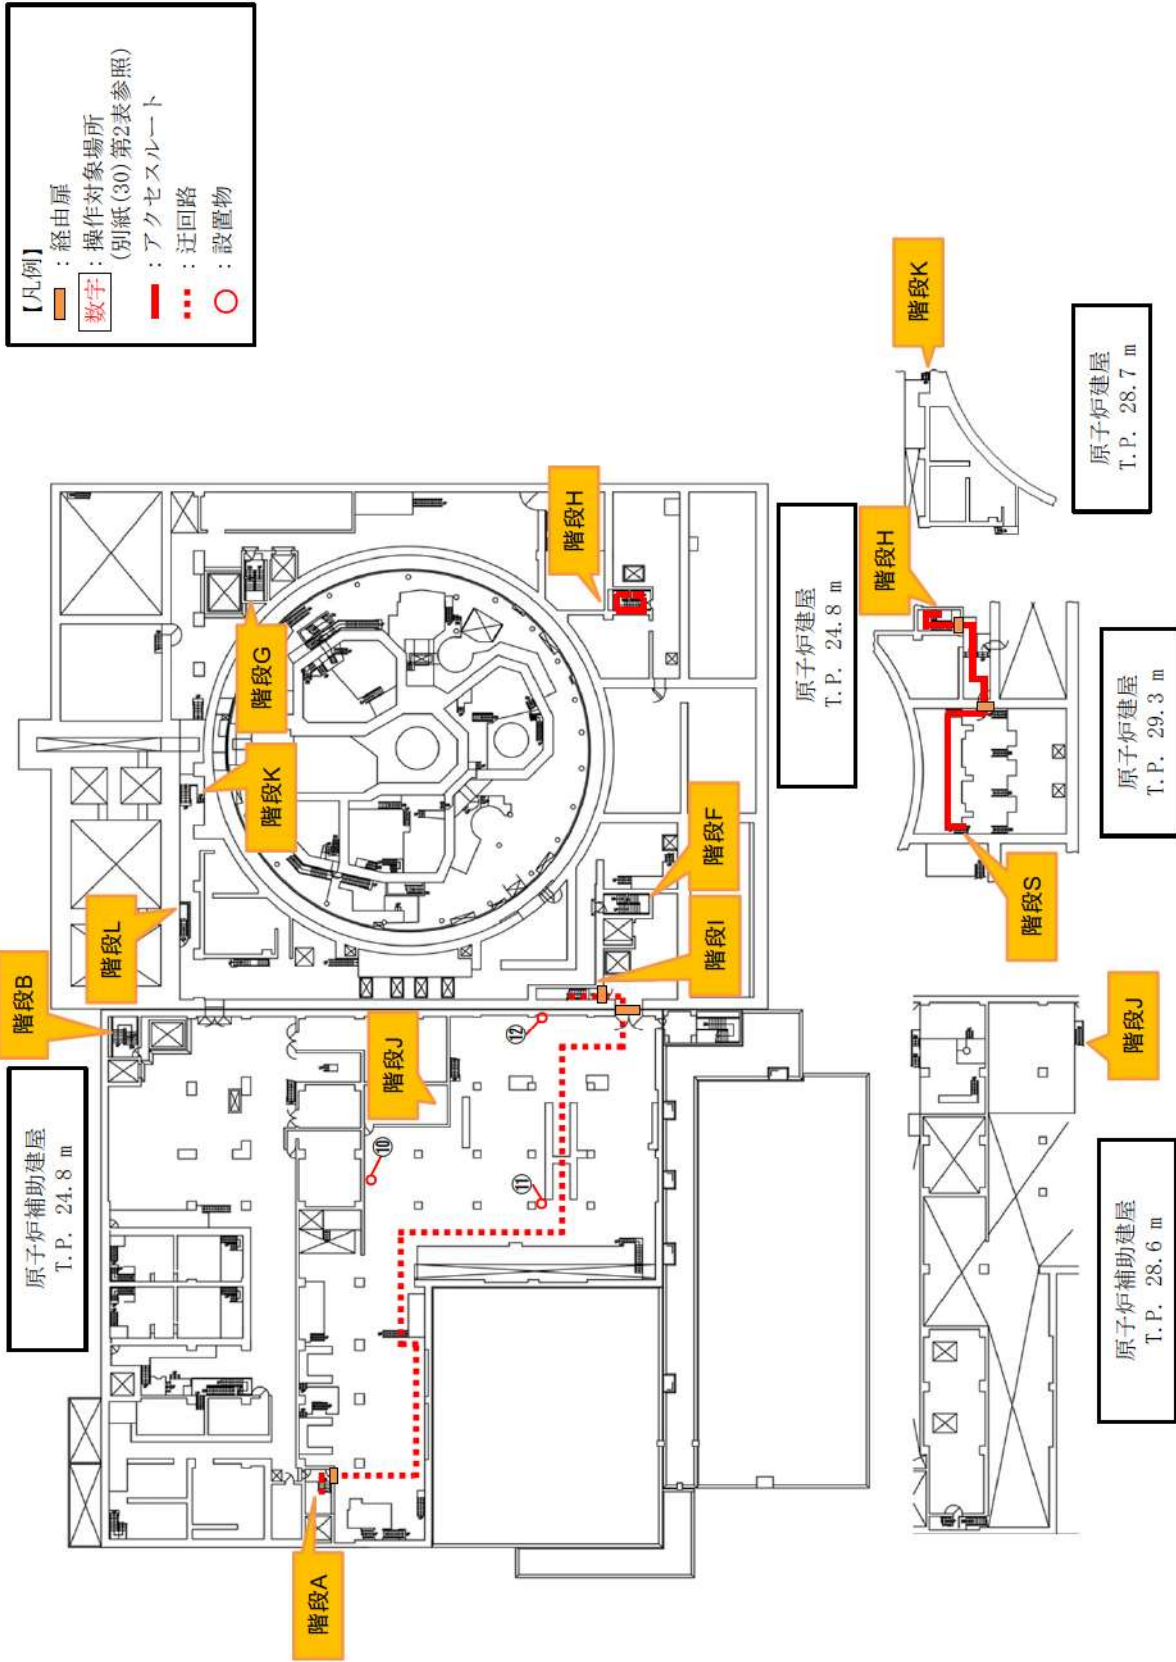 【凡例】
：経由扉
数字：操作対象場所
(別紙(30)第2表参照)
：アクセスルート
：迂回路
：設置物
階段B
階段L
階段K
階段G
階段H
階段F
階段I
階段J
階段A
⑩
⑪
⑫
原子炉補助建屋
T.P. 24.8 m
原子炉建屋
T.P. 24.8 m
階段K
原子炉建屋
T.P. 28.7 m
階段H
階段S
原子炉建屋
T.P. 29.3 m
階段J
原子炉補助建屋
T.P. 28.6 m